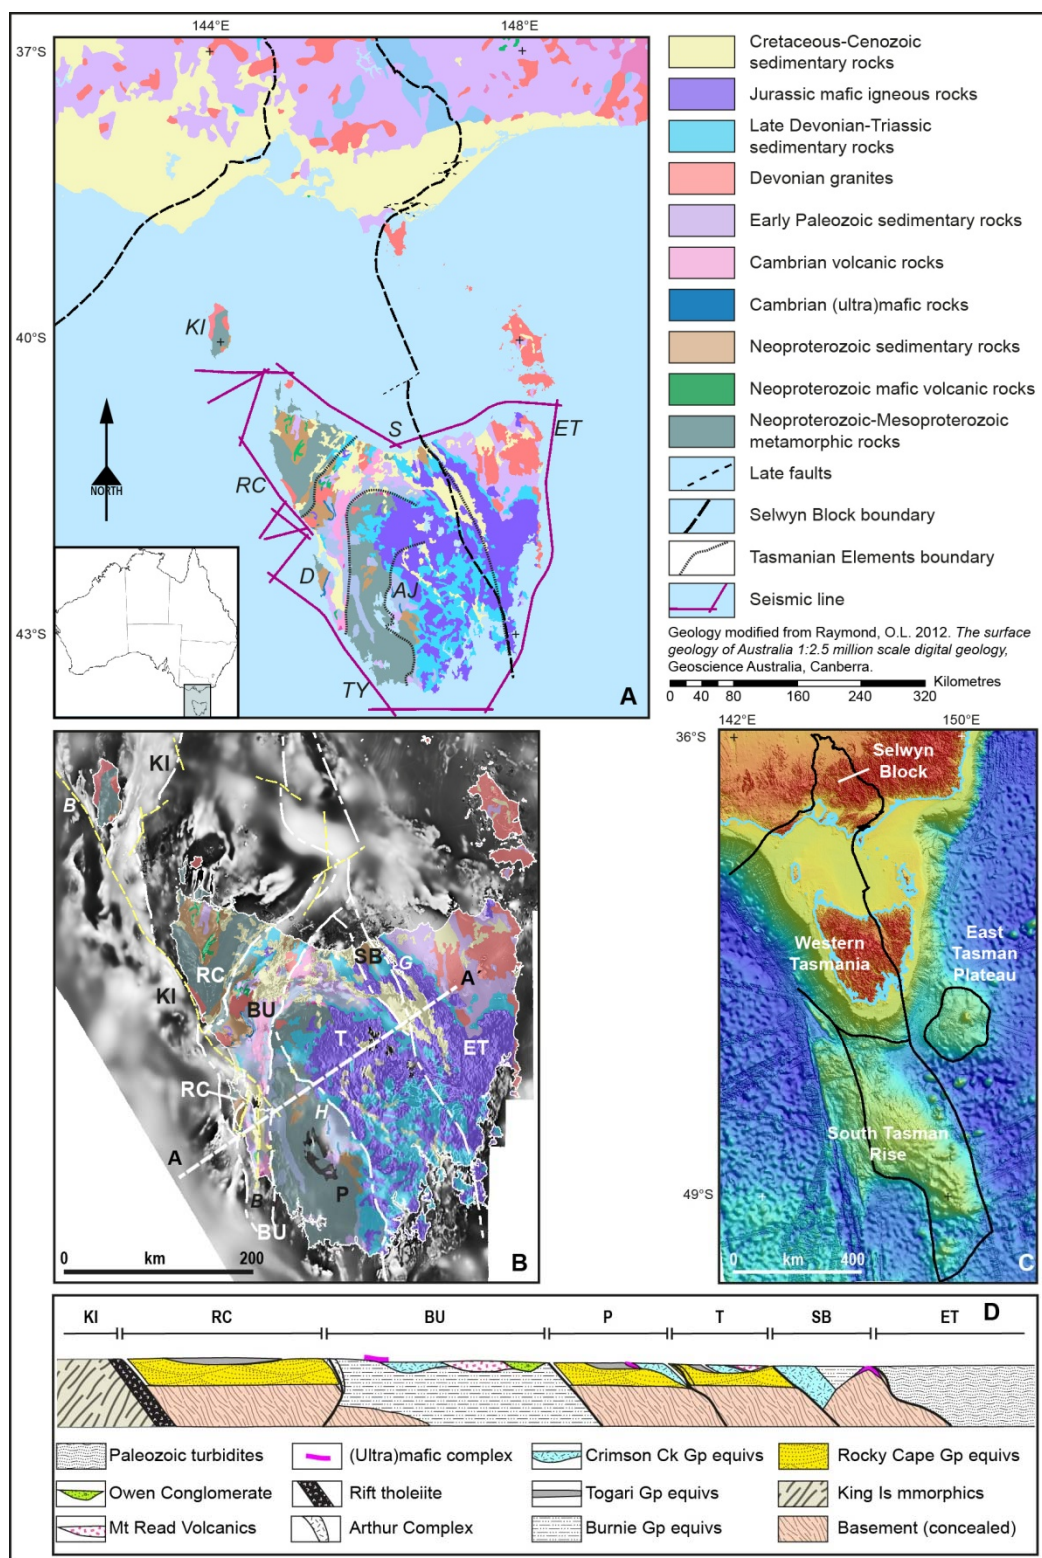 144°E
148°E
37°S
40°S
43°S
KI
S
ET
RC
D
AJ
TY
NORTH
A
Cretaceous-Cenozoic
sedimentary rocks
Jurassic mafic igneous rocks
Late Devonian-Triassic
sedimentary rocks
Devonian granites
Early Paleozoic sedimentary rocks
Cambrian volcanic rocks
Cambrian (ultra)mafic rocks
Neoproterozoic sedimentary rocks
Neoproterozoic mafic volcanic rocks
Neoproterozoic-Mesoproterozoic
metamorphic rocks
Late faults
Selwyn Block boundary
Tasmanian Elements boundary
Seismic line
Geology modified from Raymond, O.L. 2012. The surface
geology of Australia 1:2.5 million scale digital geology,
Geoscience Australia, Canberra.
Kilometres
0 20 40 60 80 160 240 320
KI
B
RC
KI
BU
SB
G
A´
T
ET
RC
H
A
P
B
BU
0 km 200
B
142°E
150°E
36°S
49°S
Selwyn
Block
Western
Tasmania
East
Tasman
Plateau
South Tasman
Rise
0 km 400
C
D
KI RC BU P T SB ET
Paleozoic turbidites
(Ultra)mafic complex
Crimson Ck Gp equivs
Rocky Cape Gp equivs
Owen Conglomerate
Rift tholeiite
Togari Gp equivs
King Is mmorphics
Mt Read Volcanics
Arthur Complex
Burnie Gp equivs
Basement (concealed)